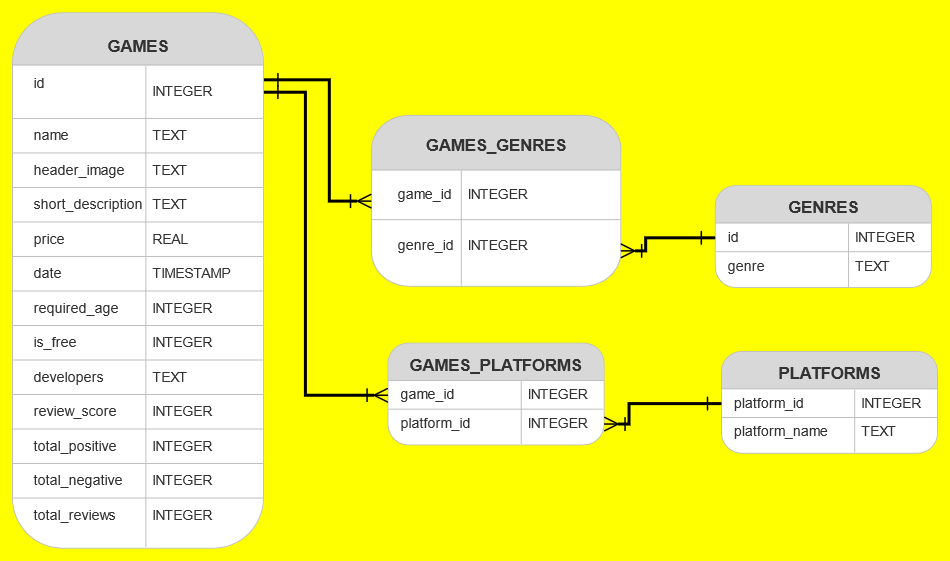 GAMES
id INTEGER
name TEXT
header_image TEXT
short_description TEXT
price REAL
date TIMESTAMP
required_age INTEGER
is_free INTEGER
developers TEXT
review_score INTEGER
total_positive INTEGER
total_negative INTEGER
total_reviews INTEGER
GAMES_GENRES
game_id INTEGER
genre_id INTEGER
GENRES
id INTEGER
genre TEXT
GAMES_PLATFORMS
game_id INTEGER
platform_id INTEGER
PLATFORMS
platform_id INTEGER
platform_name TEXT